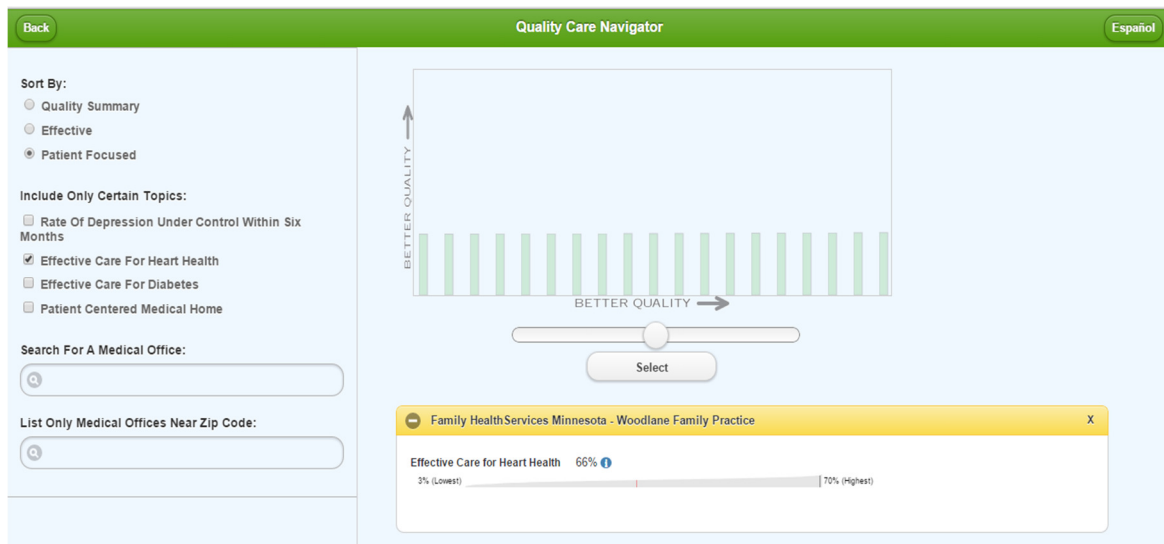 Back
Quality Care Navigator
Español
Sort By:
Quality Summary
Effective
Patient Focused
Include Only Certain Topics:
Rate Of Depression Under Control Within Six
Months
Effective Care For Heart Health
Effective Care For Diabetes
Patient Centered Medical Home
Search For A Medical Office:
List Only Medical Offices Near Zip Code:
BETTER QUALITY
BETTER QUALITY
Select
Family HealthServices Minnesota - Woodlane Family Practice
X
Effective Care for Heart Health 66% i
3% (Lowest)
70% (Highest)